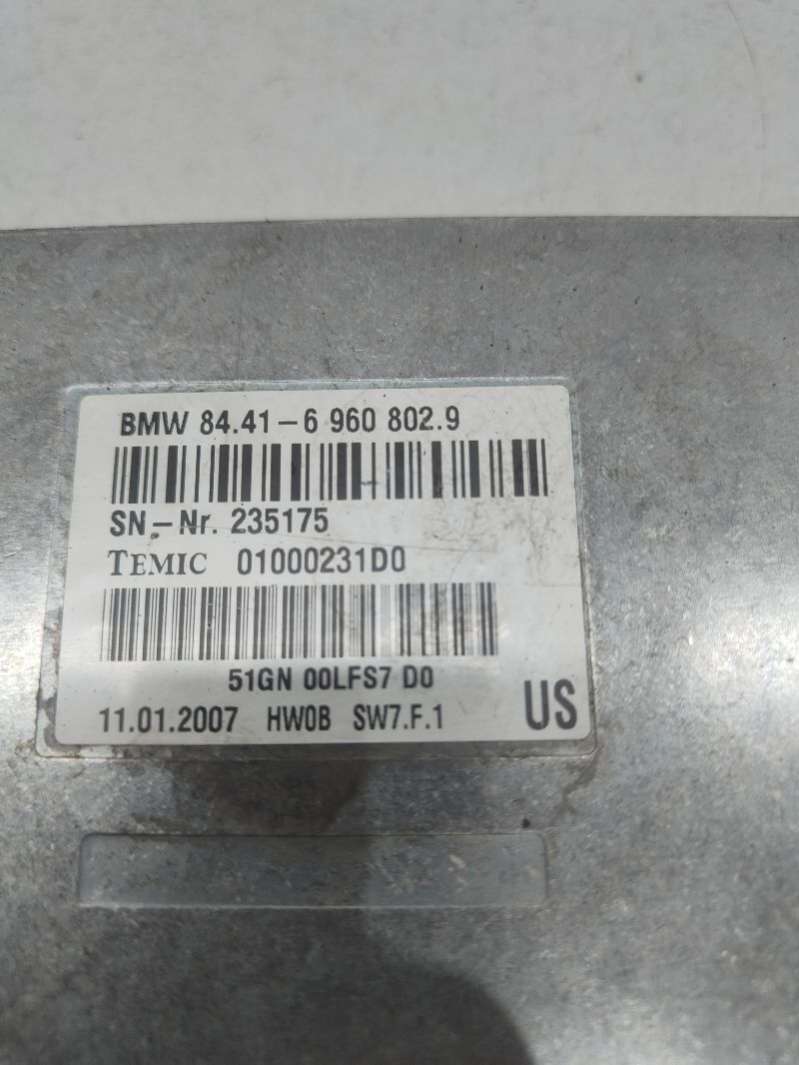 BMW 84.41-6 960 802.9
SN.-Nr. 235175
TEMIC 01000231D0
51GN 00LFS7 D0
11.01.2007 HW0B SW7.F.1 US